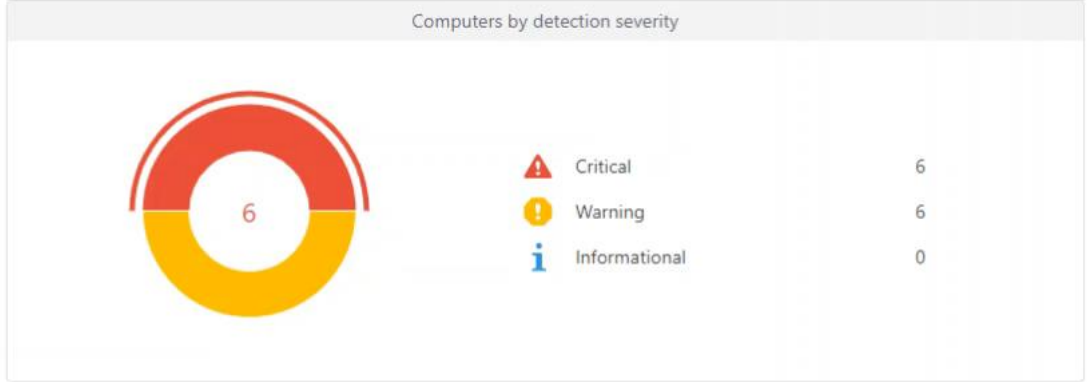 Computers by detection severity
6
Critical 6
Warning 6
Informational 0